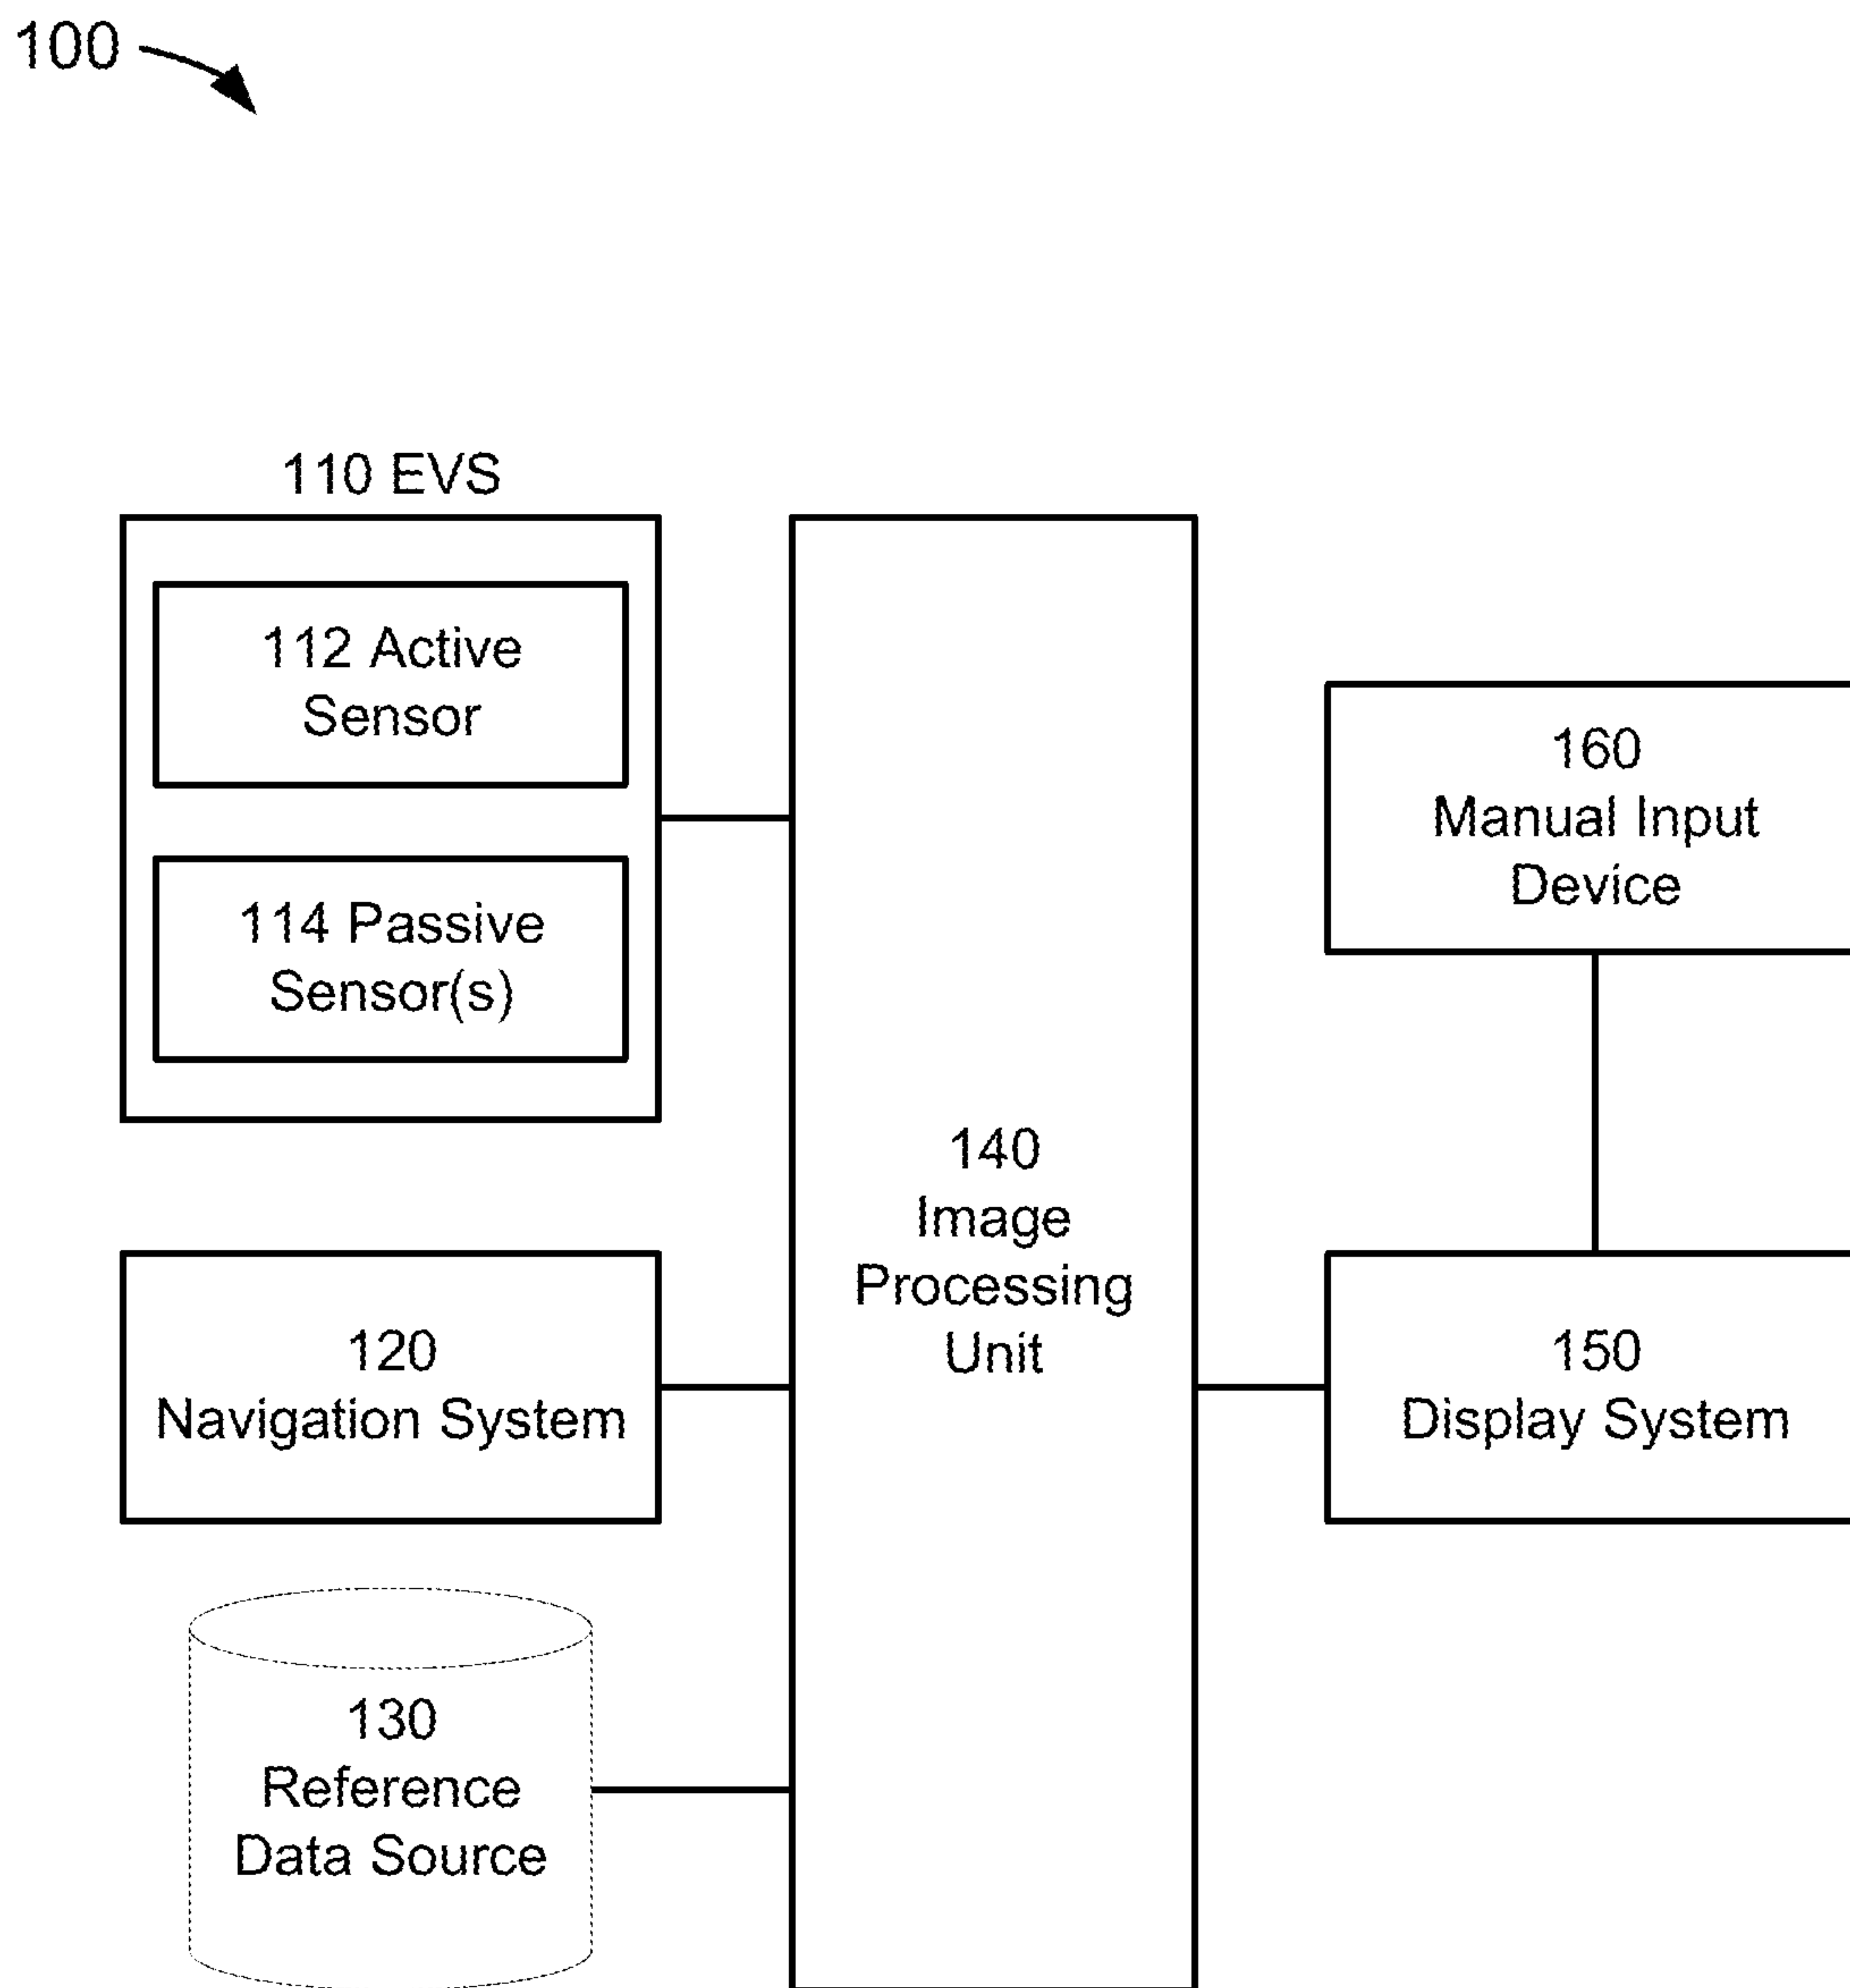 100
110 EVS
112 Active
Sensor
114 Passive
Sensor(s)
120
Navigation System
130
Reference
Data Source
140
Image
Processing
Unit
160
Manual Input
Device
150
Display System